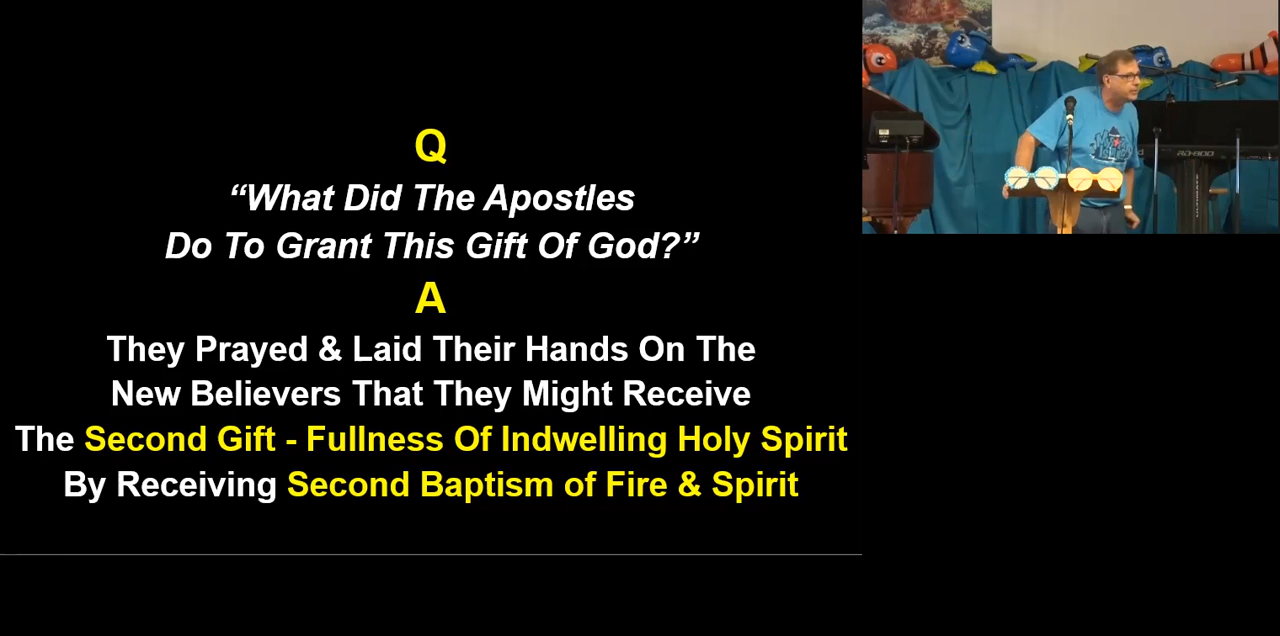 Q
“What Did The Apostles
Do To Grant This Gift Of God?”
A
They Prayed & Laid Their Hands On The
New Believers That They Might Receive
The Second Gift - Fullness Of Indwelling Holy Spirit
By Receiving Second Baptism of Fire & Spirit
RD-800